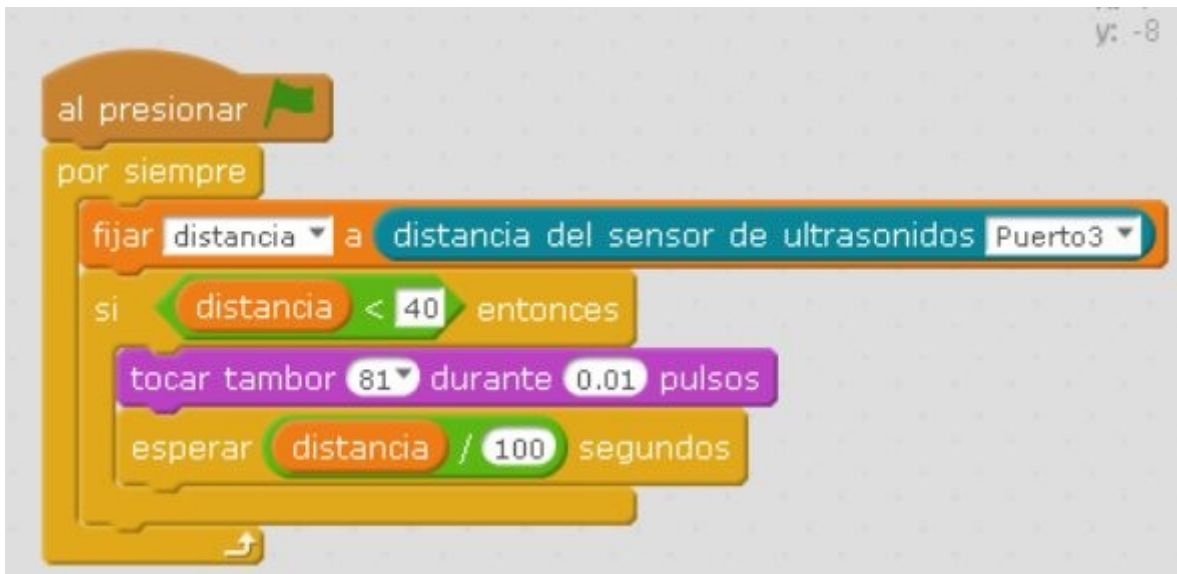 y: -8
al presionar
por siempre
fijar distancia a distancia del sensor de ultrasonidos Puerto3
si distancia < 40 entonces
tocar tambor 81 durante 0.01 pulsos
esperar distancia / 100 segundos